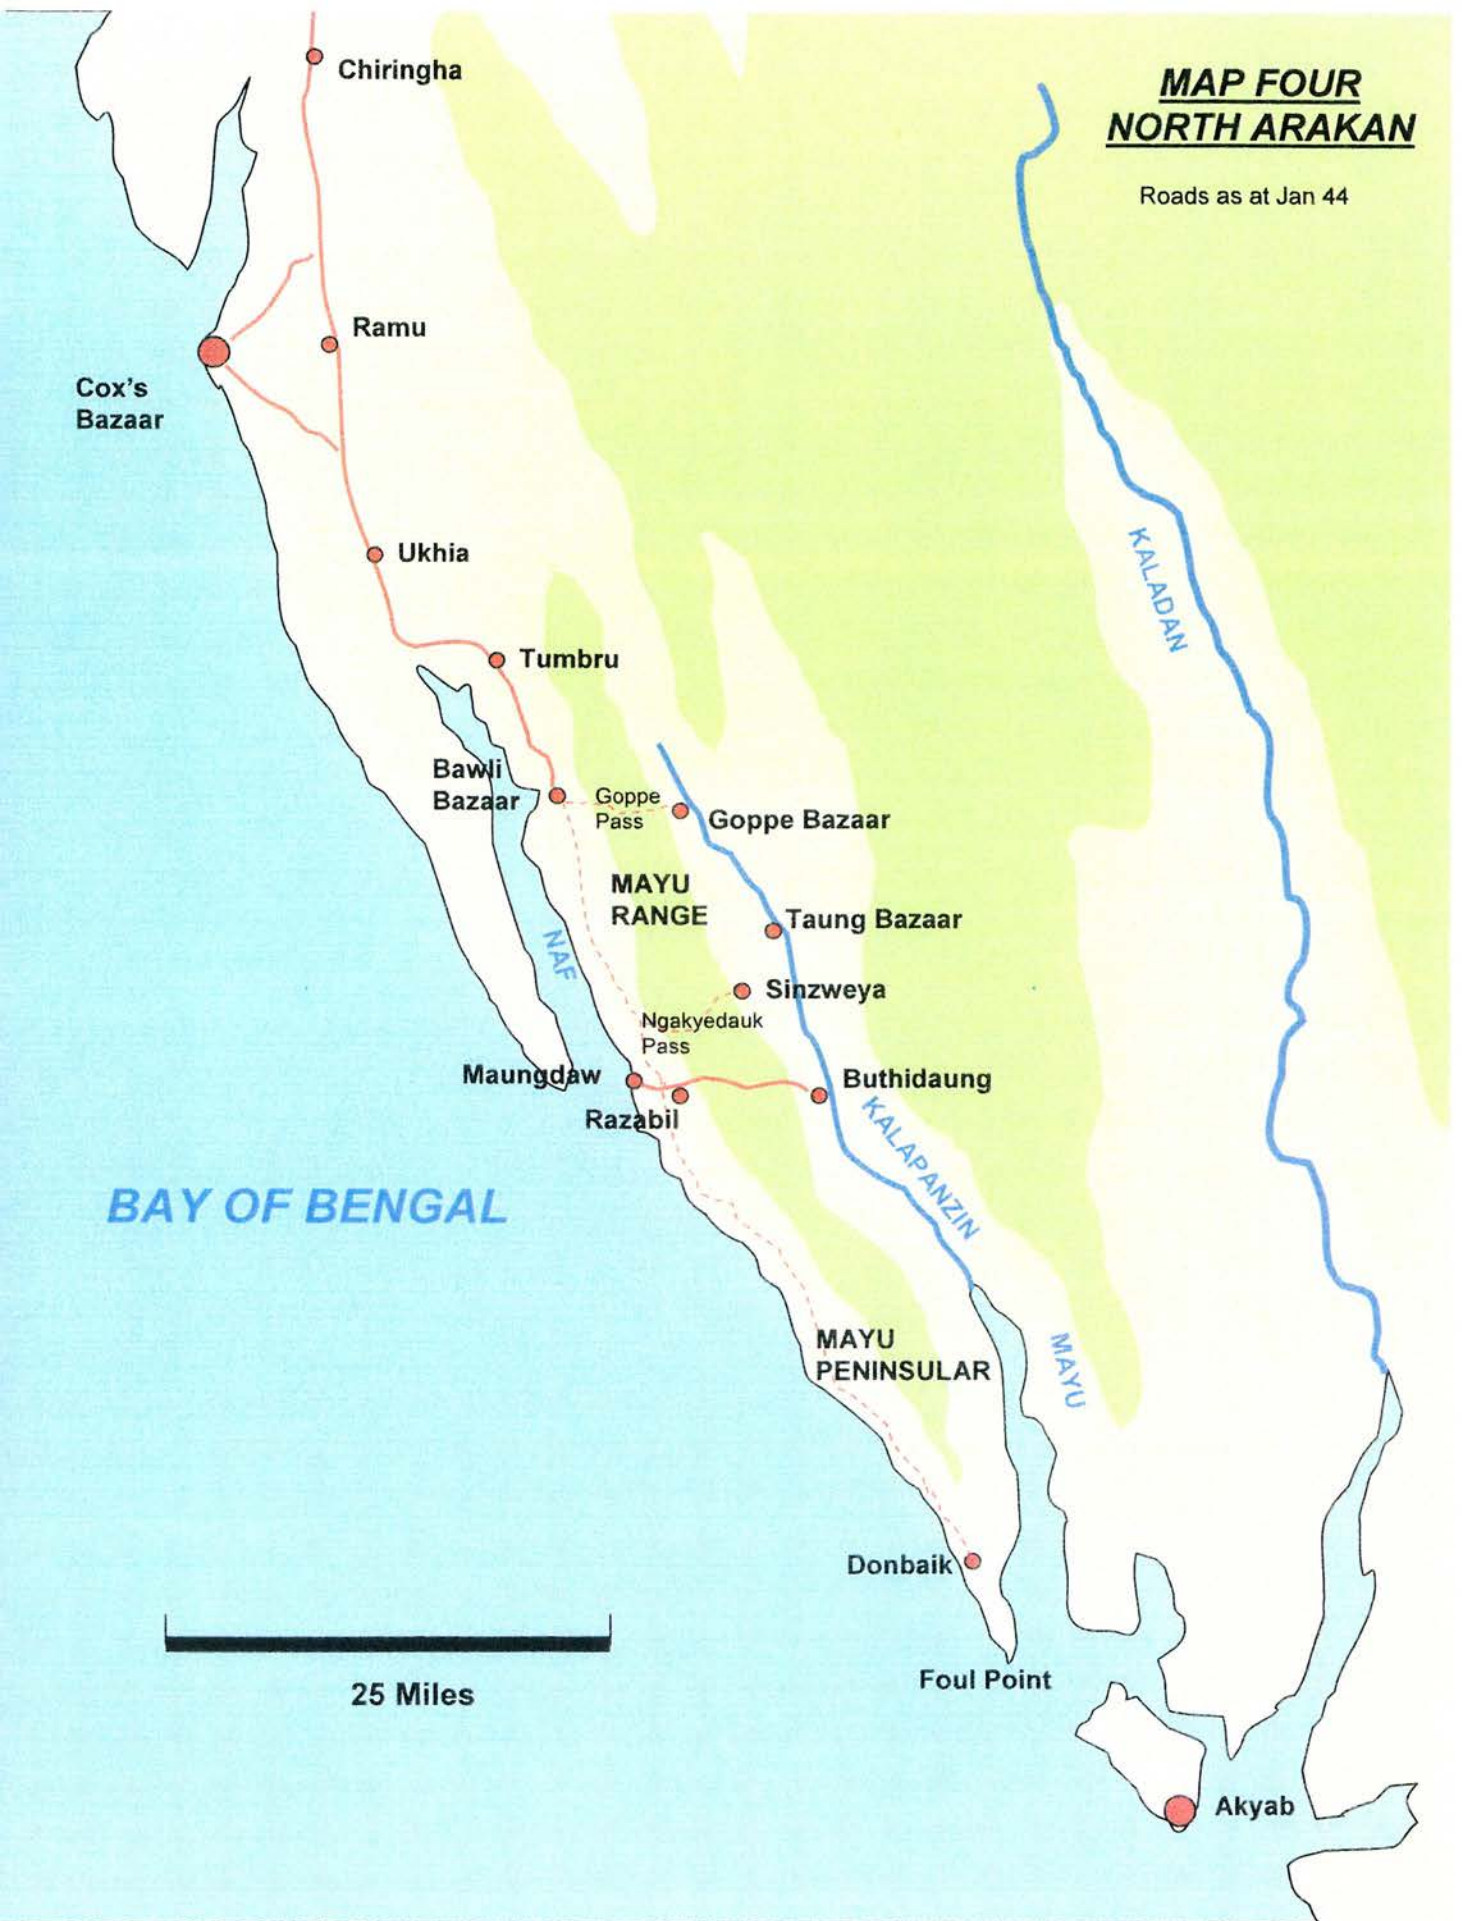 MAP FOUR
NORTH ARAKAN
Roads as at Jan 44
Chiringha
Ramu
Cox's
Bazaar
Ukhia
KALADAN
Tumbru
Bawli
Bazaar
Goppe
Pass
Goppe Bazaar
MAYU
RANGE
Taung Bazaar
NAF
Sinzweya
Ngakyedauk
Pass
Maungdaw
Buthidaung
Razabil
KALAPANZIN
BAY OF BENGAL
MAYU
PENINSULAR
MAYU
Donbaik
Foul Point
25 Miles
Akyab